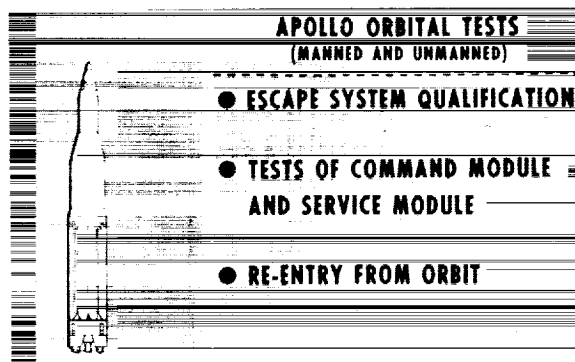 APOLLO ORBITAL TESTS
(MANNED AND UNMANNED)
● ESCAPE SYSTEM QUALIFICATION
● TESTS OF COMMAND MODULE
AND SERVICE MODULE
● RE-ENTRY FROM ORBIT